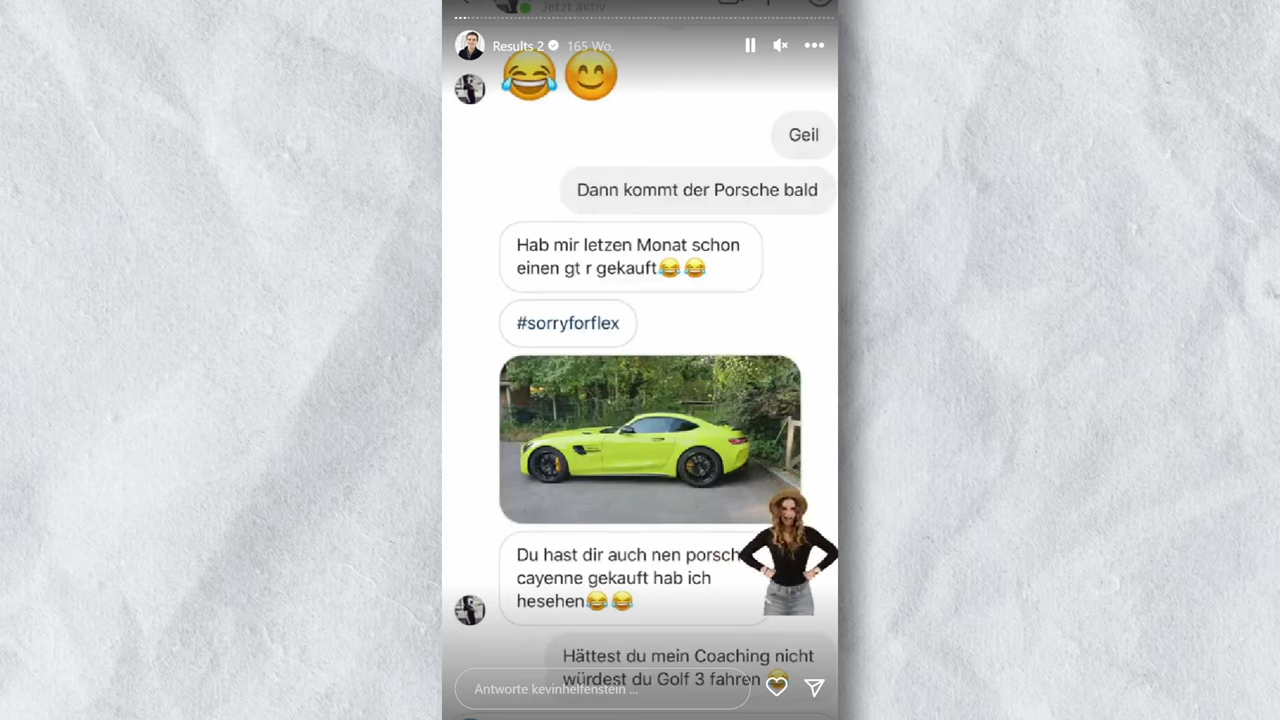 Jetzt aktiv
Results 2 165 Wo.
Geil
Dann kommt der Porsche bald
Hab mir letzen Monat schon
einen gt r gekauft😂😂
#sorryforflex
Du hast dir auch nen porsch
cayenne gekauft hab ich
hesehen😂😂
Hättest du mein Coaching nicht
würdest du Golf 3 fahren 😂
Antworte kevinhelfenstein ...